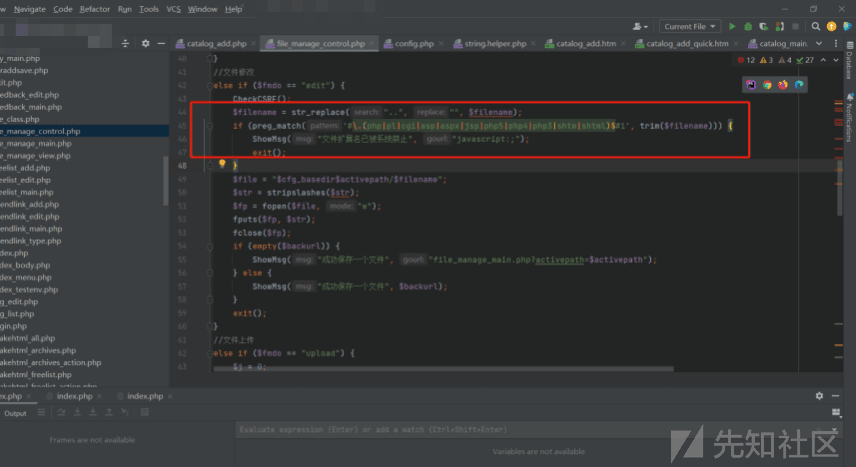 Navigate Code Refactor Run Tools VCS Window Help
Current File
catalog_add.php file_manage_control.php config.php string.helper.php catalog_add.htm catalog_add_quick.htm catalog_main.
12 3 4 27
_main.php
raddsave.php
it.php
edback_edit.php
edback_main.php
e_class.php
e_manage_control.php
e_manage_main.php
e_manage_view.php
eelist_add.php
eelist_edit.php
eelist_main.php
endlink_add.php
endlink_edit.php
endlink_main.php
endlink_type.php
dex.php
dex_body.php
dex_menu.php
dex_testenv.php
g_edit.php
g_list.php
gin.php
akehtml_all.php
akehtml_archives.php
akehtml_archives_action.php
akehtml_freelist.php
akehtml_freelist_action.php
40 }
41 //文件修改
42 else if ($fmdo == "edit") {
43 CheckCSRF();
44 $filename = str_replace( search: "..", replace: "", $filename);
45 if (preg_match( pattern: '#\.(php|pl|cgi|asp|aspx|jsp|php5|php4|php3|shtm|shtml)$#i', trim($filename))) {
46 ShowMsg( msg: "文件扩展名已被系统禁止", gourl: "javascript:;");
47 exit();
48 }
49 $file = "$cfg_basedir$activepath/$filename";
50 $str = stripslashes($str);
51 $fp = fopen($file, mode: "w");
52 fputs($fp, $str);
53 fclose($fp);
54 if (empty($backurl)) {
55 ShowMsg( msg: "成功保存一个文件", gourl: "file_manage_main.php?activepath=$activepath");
56 } else {
57 ShowMsg( msg: "成功保存一个文件", $backurl);
58 }
59 exit();
60 }
61 //文件上传
62 else if ($fmdo == "upload") {
63 $j = 0;
Database
Notifications
ex.php index.php index.php
Output
Evaluate expression (Enter) or add a watch (Ctrl+Shift+Enter)
Frames are not available
Variables are not available
先知社区